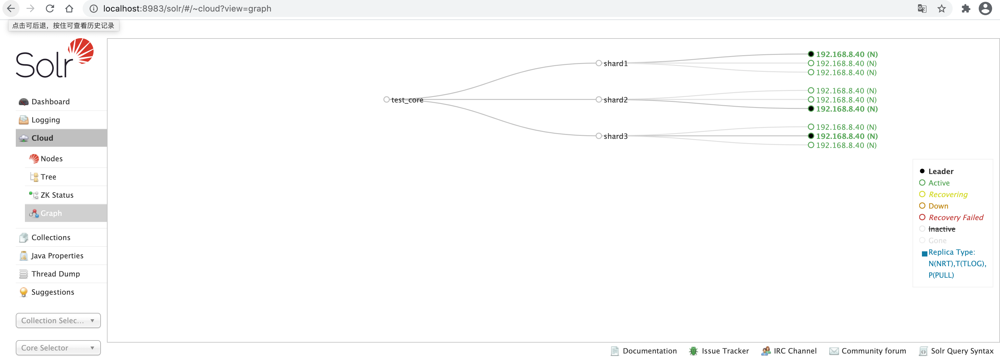 localhost:8983/solr/#/~cloud?view=graph
点击可后退，按住可查看历史记录
Solr
Dashboard
Logging
Cloud
Nodes
Tree
ZK Status
Graph
Collections
Java Properties
Thread Dump
Suggestions
Collection Selec...
Core Selector
test_core
shard1
192.168.8.40 (N)
192.168.8.40 (N)
192.168.8.40 (N)
shard2
192.168.8.40 (N)
192.168.8.40 (N)
192.168.8.40 (N)
shard3
192.168.8.40 (N)
192.168.8.40 (N)
192.168.8.40 (N)
Leader
Active
Recovering
Down
Recovery Failed
Inactive
Gone
Replica Type:
N(NRT),T(TLOG),
P(PULL)
Documentation Issue Tracker IRC Channel Community forum Solr Query Syntax